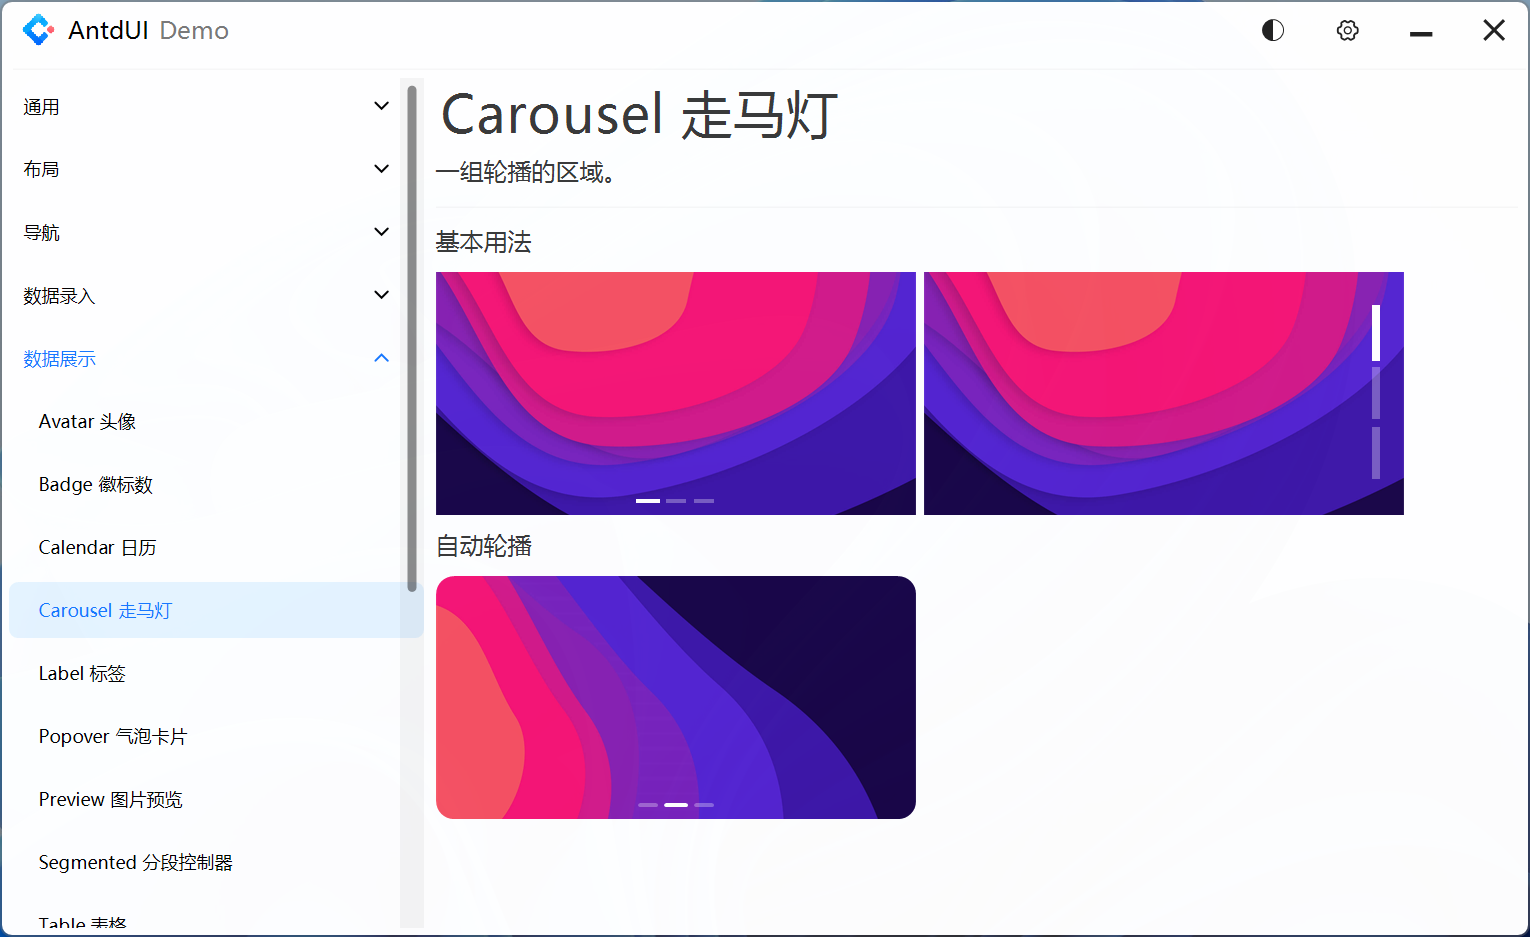 AntdUI Demo
通用
布局
导航
数据录入
数据展示
Avatar 头像
Badge 徽标数
Calendar 日历
Carousel 走马灯
Label 标签
Popover 气泡卡片
Preview 图片预览
Segmented 分段控制器
Table 表格
Carousel 走马灯
一组轮播的区域。
基本用法
自动轮播